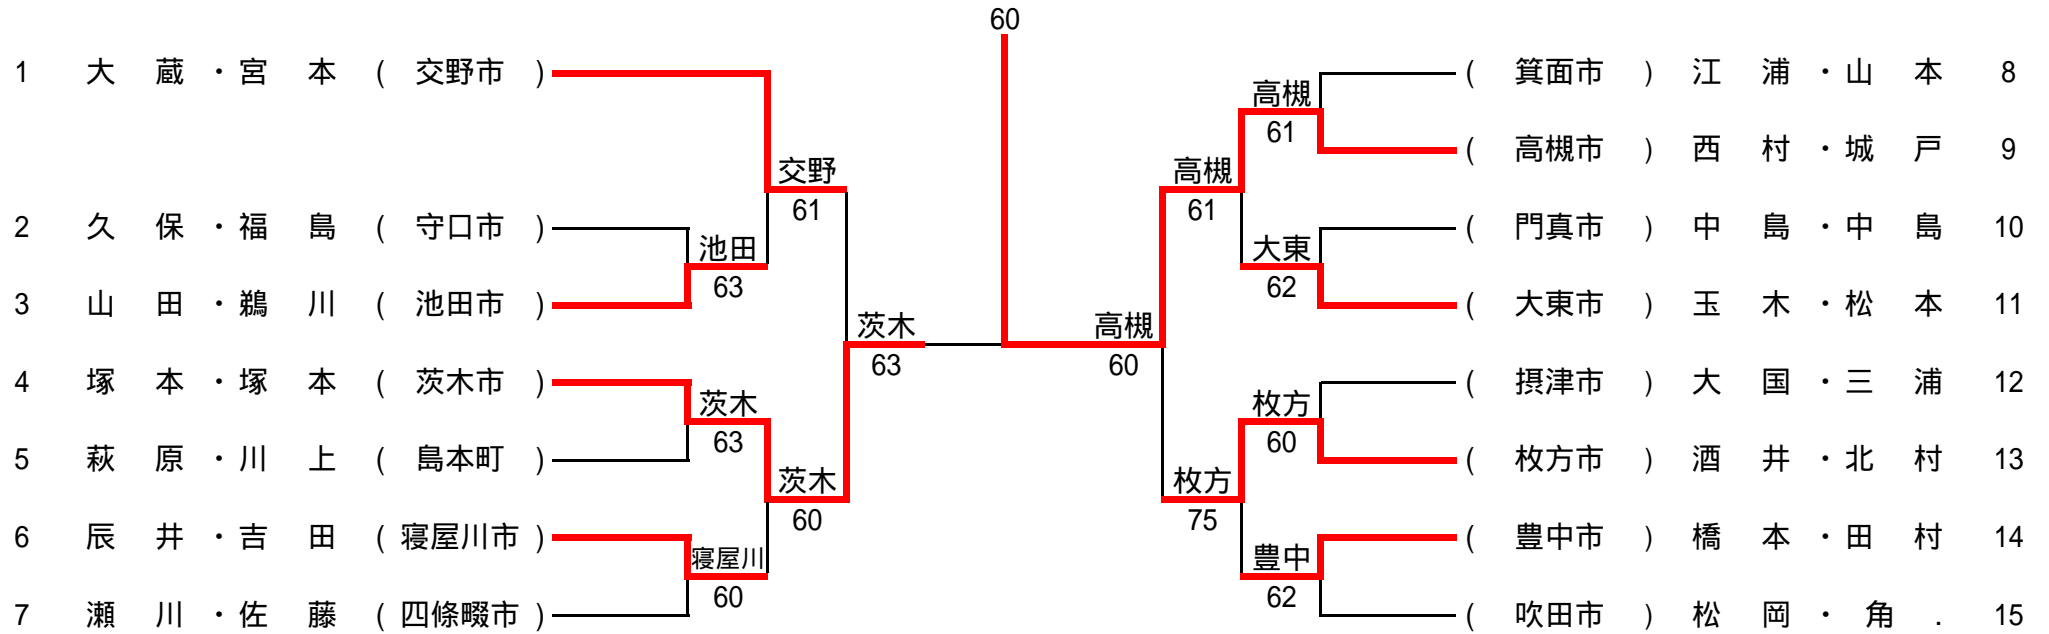 60
1 大 蔵 ・ 宮 本 ( 交野市 )
( 箕面市 ) 江 浦 ・ 山 本 8
高槻
61
( 高槻市 ) 西 村 ・ 城 戸 9
交野
61
高槻
61
2 久 保 ・ 福 島 ( 守口市 )
( 門真市 ) 中 島 ・ 中 島 10
池田
63
大東
62
3 山 田 ・ 鵜 川 ( 池田市 )
( 大東市 ) 玉 木 ・ 松 本 11
茨木
63
高槻
60
4 塚 本 ・ 塚 本 ( 茨木市 )
( 摂津市 ) 大 国 ・ 三 浦 12
茨木
63
枚方
60
5 萩 原 ・ 川 上 ( 島本町 )
( 枚方市 ) 酒 井 ・ 北 村 13
茨木
60
枚方
75
6 辰 井 ・ 吉 田 ( 寝屋川市 )
( 豊中市 ) 橋 本 ・ 田 村 14
寝屋川
60
豊中
62
7 瀬 川 ・ 佐 藤 ( 四條畷市 )
( 吹田市 ) 松 岡 ・ 角 . 15